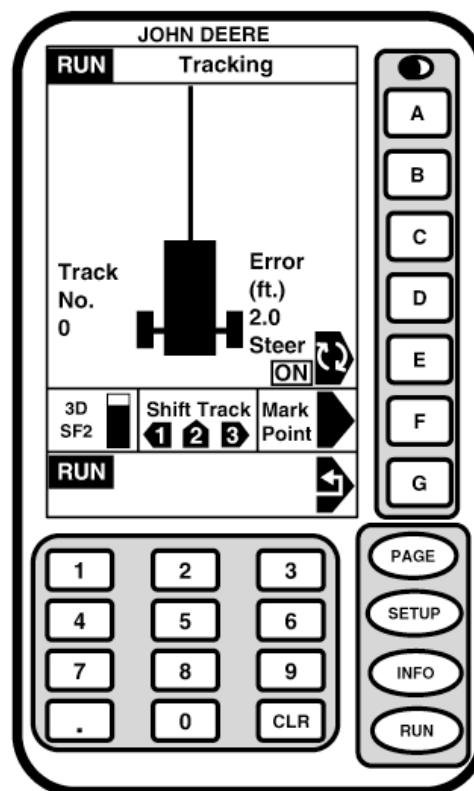 JOHN DEERE
RUN Tracking
A
B
C
D
E
F
G
Track
No.
0
Error
(ft.)
2.0
Steer
ON
3D
SF2
Shift Track
1 2 3
Mark
Point
RUN
1 2 3
4 5 6
7 8 9
. 0 CLR
PAGE
SETUP
INFO
RUN